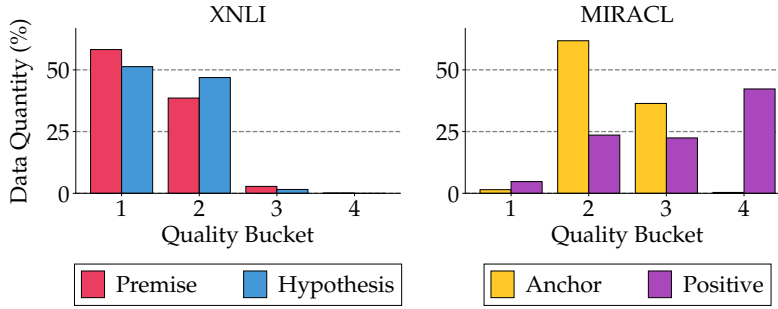 XNLI
MIRACL
Data Quantity (%)
50
25
0
1 2 3 4
Quality Bucket
50
25
0
1 2 3 4
Quality Bucket
Premise Hypothesis
Anchor Positive